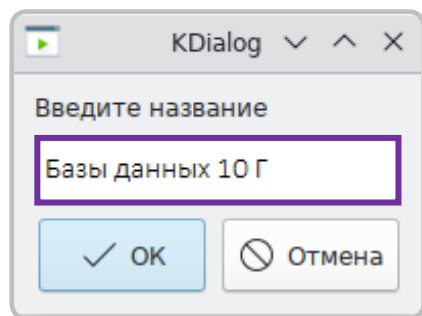 KDialog
Введите название
Базы данных 10 Г
OK
Отмена